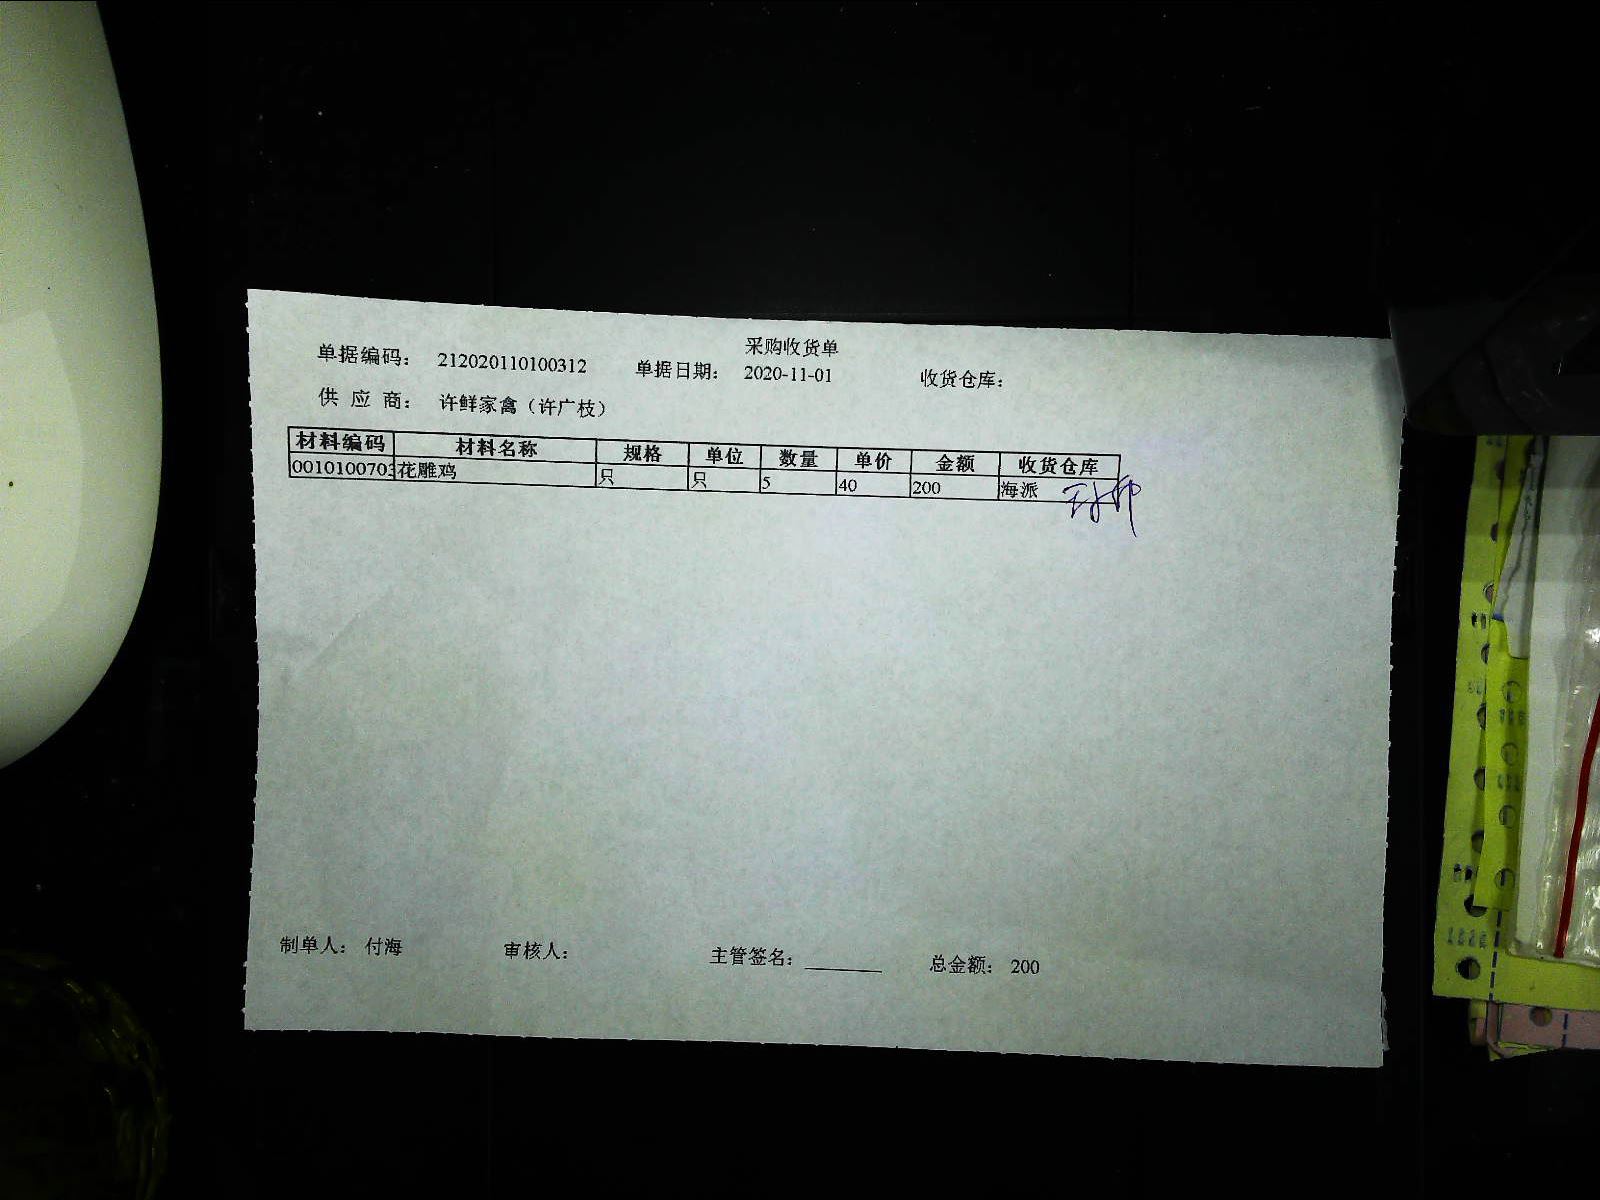 采购收货单
单据编码： 212020110100312 单据日期： 2020-11-01 收货仓库：
供 应 商： 许鲜家禽（许广枝）
材料编码 材料名称 规格 单位 数量 单价 金额 收货仓库
0010100703 花雕鸡 只 只 5 40 200 海派
制单人： 付海 审核人： 主管签名： 总金额： 200